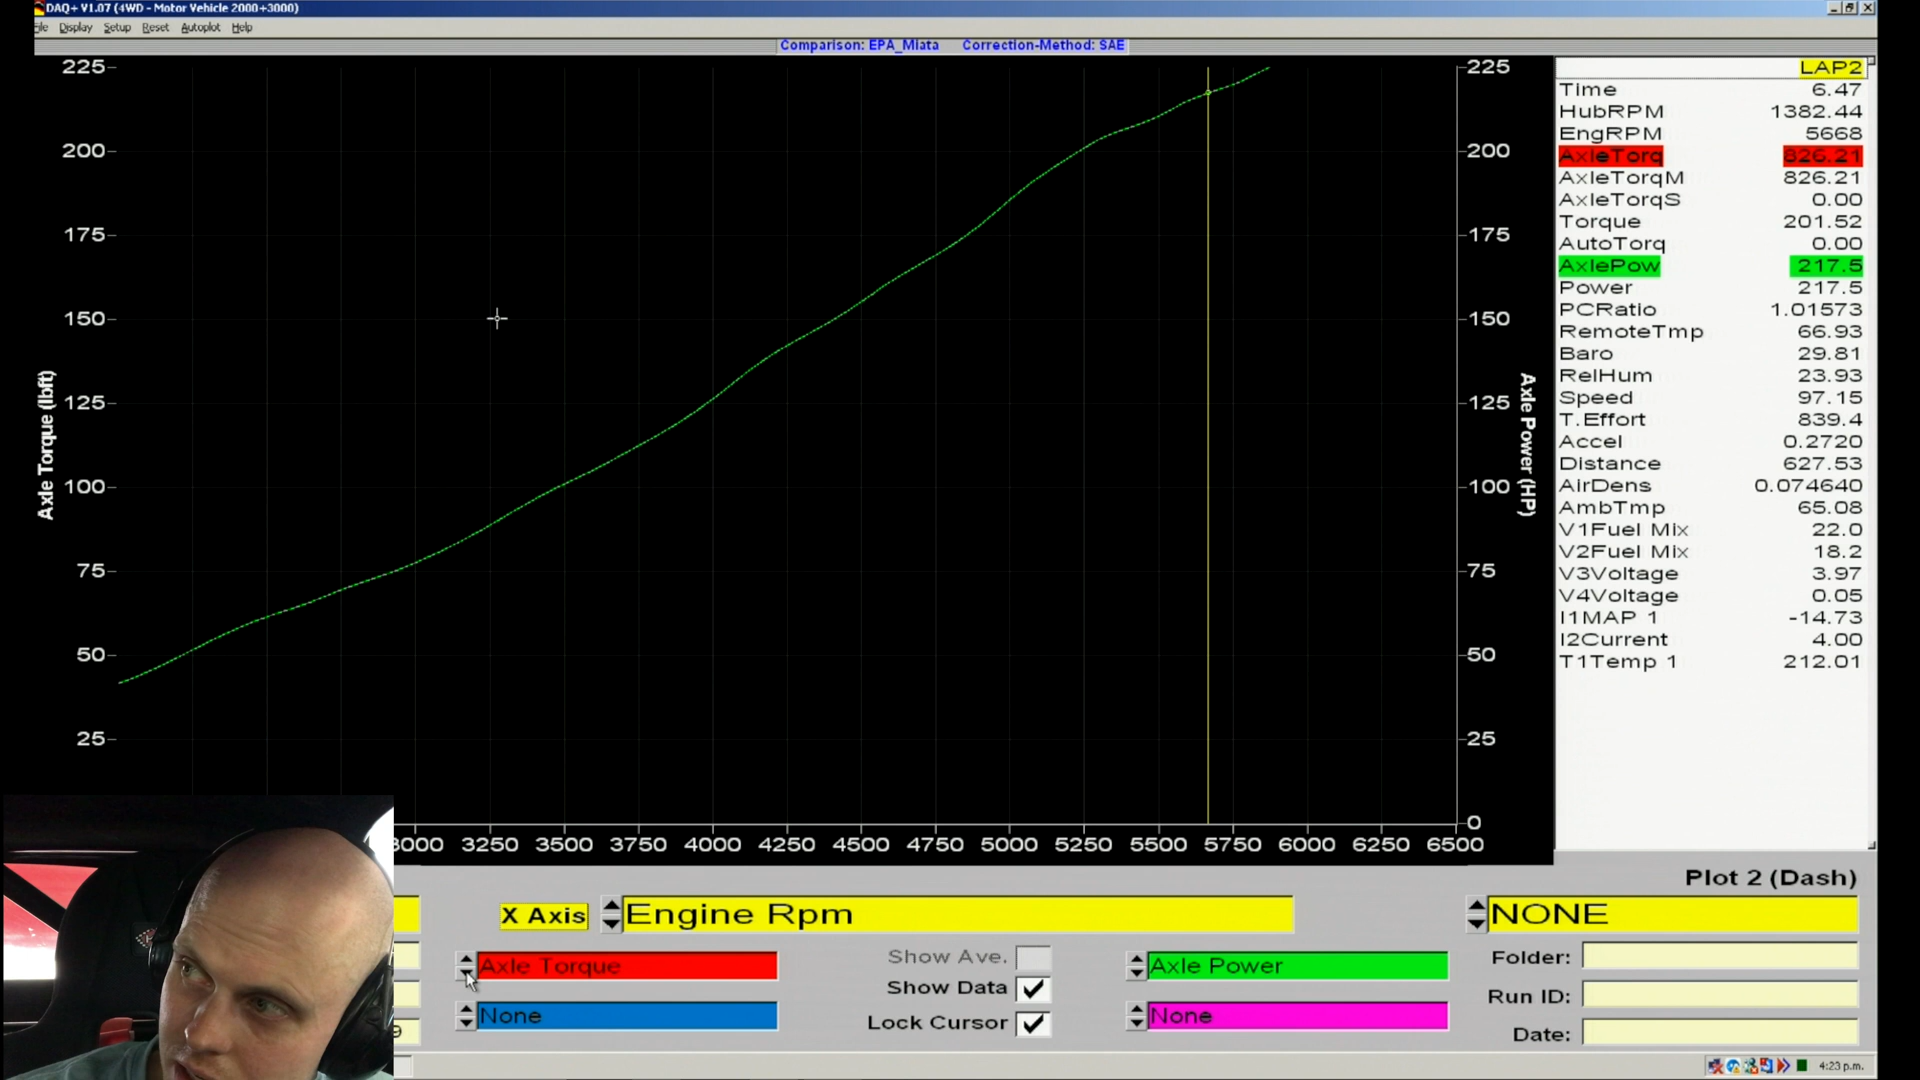 DAQ+ V1.07 (4WD - Motor Vehicle 2000+3000)
File Display Setup Reset Autoplot Help
Comparison: EPA_Miata Correction-Method: SAE
225
200
175
150
125
100
75
50
25
Axle Torque (lbft)
225
200
175
150
125
100
75
50
25
0
Axle Power (HP)
3000 3250 3500 3750 4000 4250 4500 4750 5000 5250 5500 5750 6000 6250 6500
LAP2
Time 6.47
HubRPM 1382.44
EngRPM 5668
AxleTorq 826.21
AxleTorqM 826.21
AxleTorqS 0.00
Torque 201.52
AutoTorq 0.00
AxlePow 217.5
Power 217.5
PCRatio 1.01573
RemoteTmp 66.93
Baro 29.81
RelHum 23.93
Speed 97.15
T.Effort 839.4
Accel 0.2720
Distance 627.53
AirDens 0.074640
AmbTmp 65.08
V1Fuel Mix 22.0
V2Fuel Mix 18.2
V3Voltage 3.97
V4Voltage 0.05
I1MAP 1 -14.73
I2Current 4.00
T1Temp 1 212.01
Plot 2 (Dash)
X Axis Engine Rpm
NONE
Axle Torque
Show Ave.
Axle Power
Folder:
Show Data
Run ID:
None
Lock Cursor
None
Date:
9
4:23 p.m.